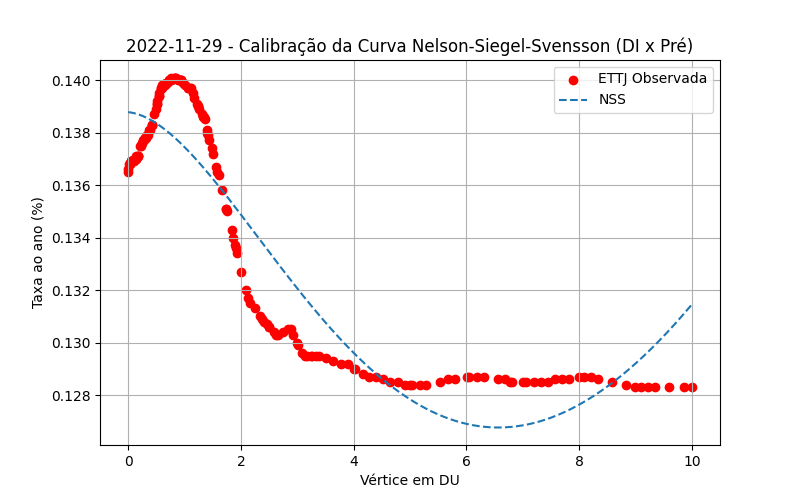 2022-11-29 - Calibração da Curva Nelson-Siegel-Svensson (DI x Pré)
ETTJ Observada
NSS
Taxa ao ano (%)
0.140
0.138
0.136
0.134
0.132
0.130
0.128
0 2 4 6 8 10
Vértice em DU